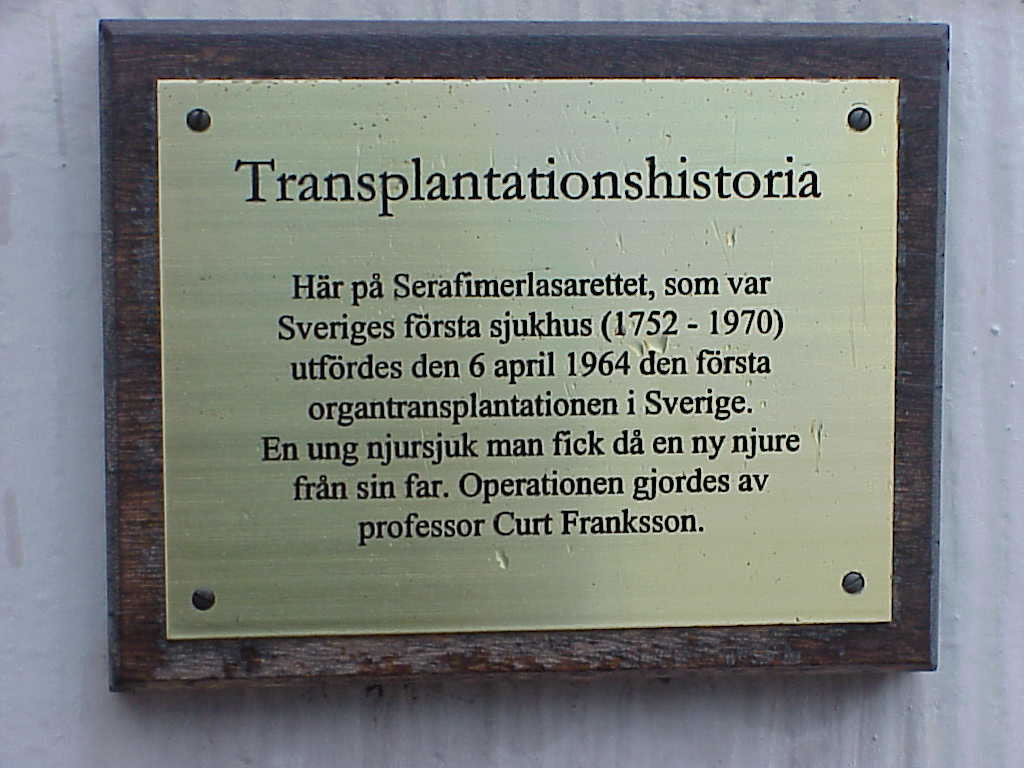 Transplantationshistoria
Här på Serafimerlasarettet, som var
Sveriges första sjukhus (1752 - 1970)
utfördes den 6 april 1964 den första
organtransplantationen i Sverige.
En ung njursjuk man fick då en ny njure
från sin far. Operationen gjordes av
professor Curt Franksson.